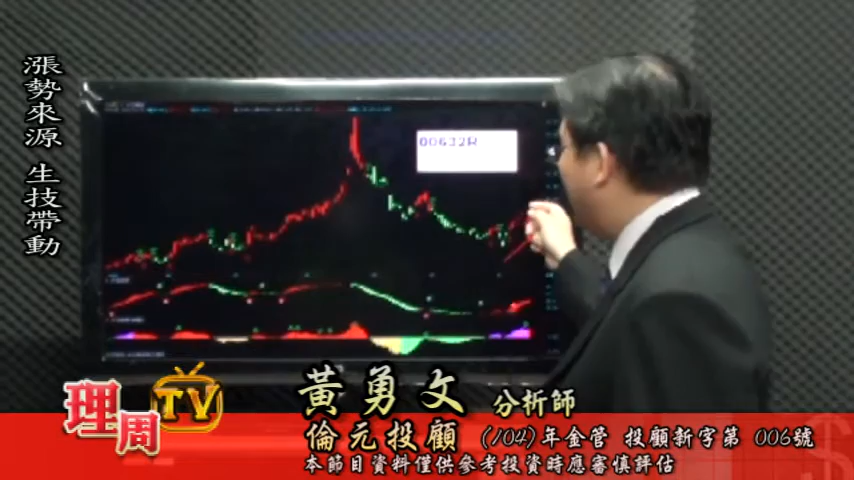 漲勢來源 生技帶動
00632R
理周TV
黃勇文 分析師
倫元投顧 (104)年金管 投顧新字第 006號
本節目資料僅供參考投資時應審慎評估